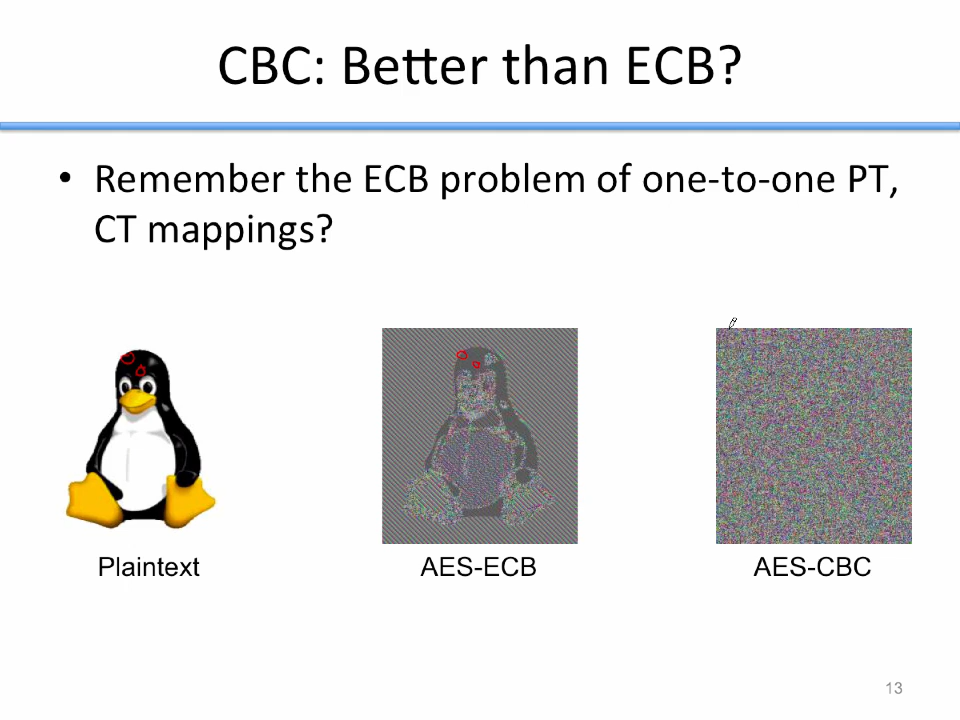 CBC: Better than ECB?
• Remember the ECB problem of one-to-one PT,
CT mappings?
Plaintext
AES-ECB
AES-CBC
13